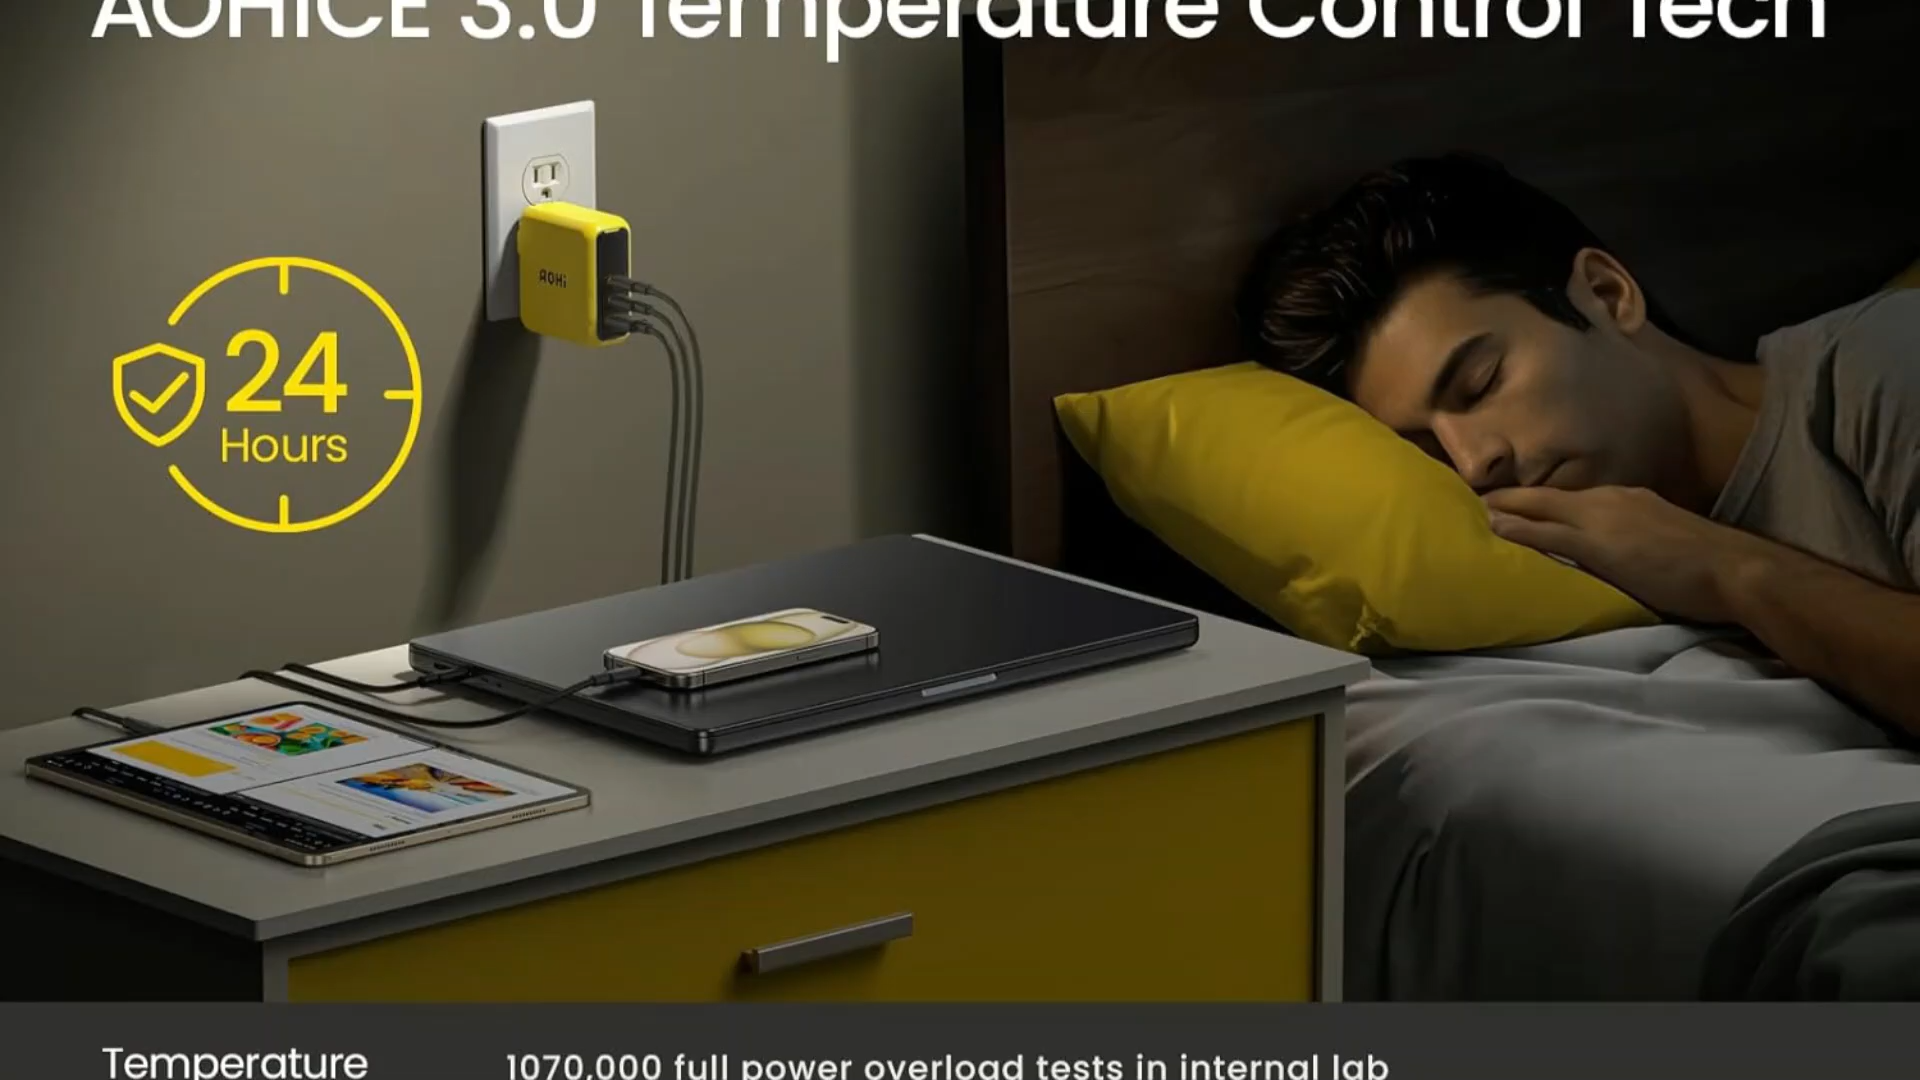 AOHICE 3.0 Temperature Control Tech
AOHi
24
Hours
Temperature
1070,000 full power overload tests in internal lab